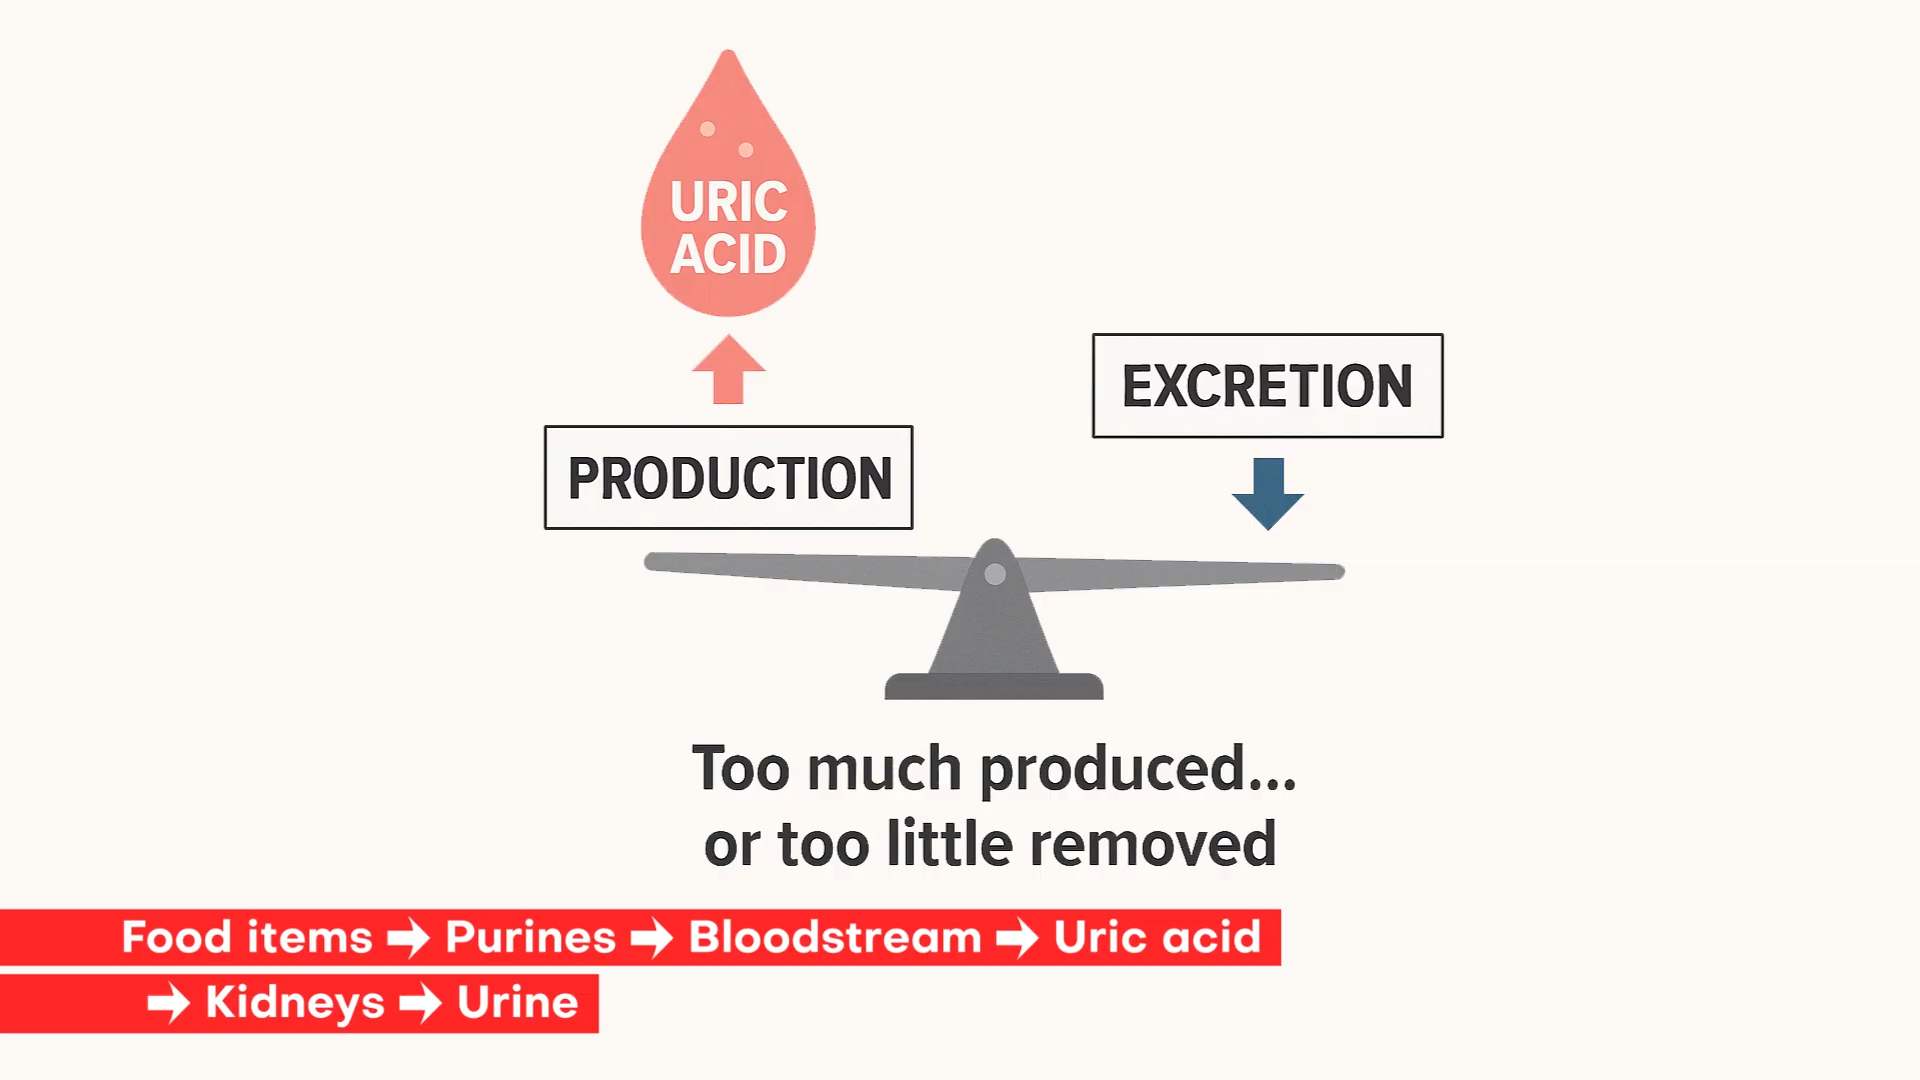 URIC
ACID
EXCRETION
PRODUCTION
Too much produced...
or too little removed
Food items ➔ Purines ➔ Bloodstream ➔ Uric acid
➔ Kidneys ➔ Urine